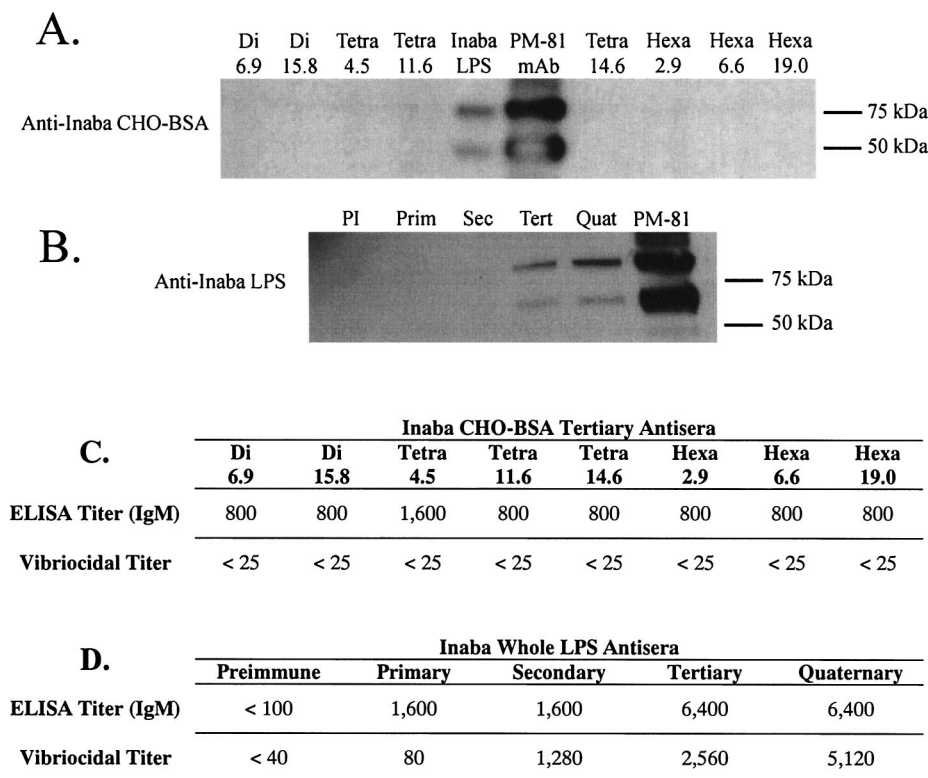 A.
Di Di Tetra Tetra Inaba PM-81 Tetra Hexa Hexa Hexa
6.9 15.8 4.5 11.6 LPS mAb 14.6 2.9 6.6 19.0
Anti-Inaba CHO-BSA
75 kDa
50 kDa
B.
PI Prim Sec Tert Quat PM-81
Anti-Inaba LPS
75 kDa
50 kDa
C.
Inaba CHO-BSA Tertiary Antisera
Di Di Tetra Tetra Tetra Hexa Hexa Hexa
6.9 15.8 4.5 11.6 14.6 2.9 6.6 19.0
ELISA Titer (IgM) 800 800 1,600 800 800 800 800 800
Vibriocidal Titer < 25 < 25 < 25 < 25 < 25 < 25 < 25 < 25
D.
Inaba Whole LPS Antisera
Preimmune Primary Secondary Tertiary Quaternary
ELISA Titer (IgM) < 100 1,600 1,600 6,400 6,400
Vibriocidal Titer < 40 80 1,280 2,560 5,120